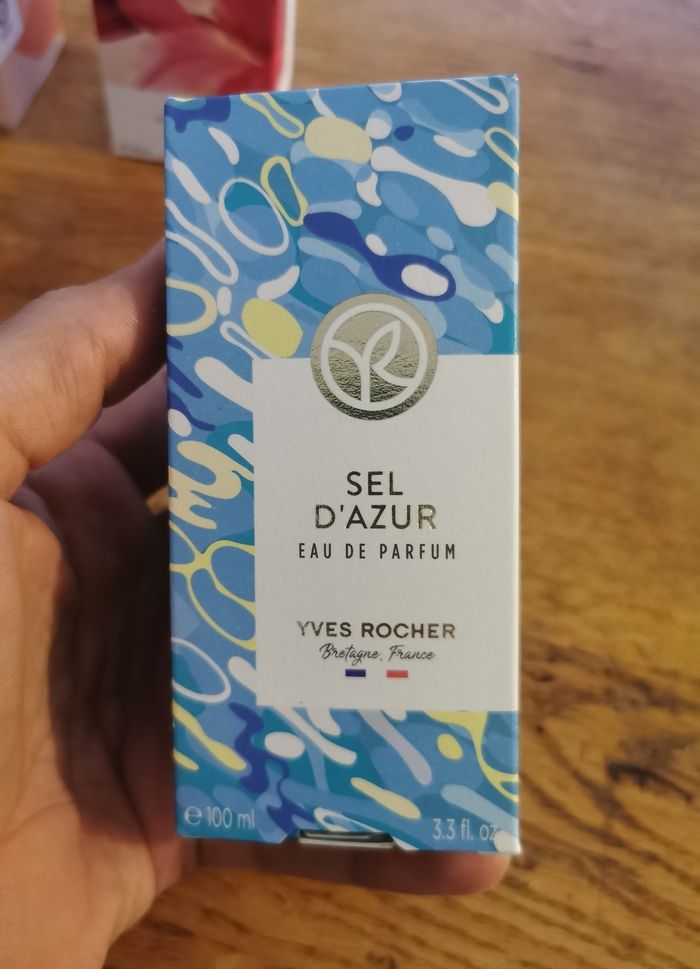 SEL
D'AZUR
EAU DE PARFUM
YVES ROCHER
Bretagne, France
℮ 100 ml
3.3 fl. oz